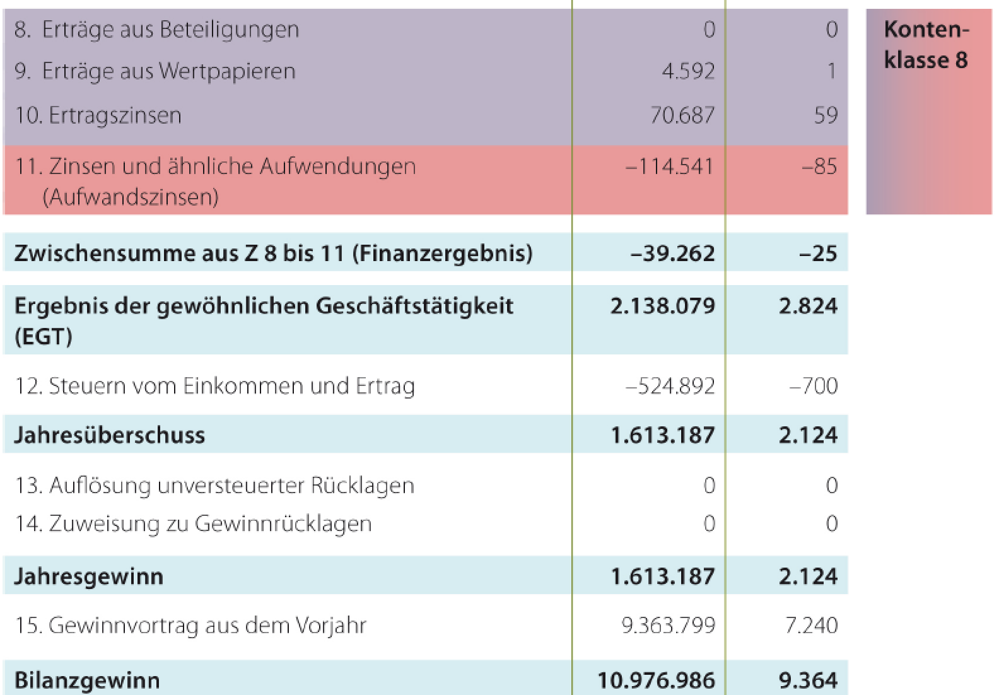 8. Erträge aus Beteiligungen 0 0
9. Erträge aus Wertpapieren 4.592 1
10. Ertragszinsen 70.687 59
11. Zinsen und ähnliche Aufwendungen –114.541 –85
(Aufwandszinsen)
Konten-
klasse 8
Zwischensumme aus Z 8 bis 11 (Finanzergebnis) –39.262 –25
Ergebnis der gewöhnlichen Geschäftstätigkeit 2.138.079 2.824
(EGT)
12. Steuern vom Einkommen und Ertrag –524.892 –700
Jahresüberschuss 1.613.187 2.124
13. Auflösung unversteuerter Rücklagen 0 0
14. Zuweisung zu Gewinnrücklagen 0 0
Jahresgewinn 1.613.187 2.124
15. Gewinnvortrag aus dem Vorjahr 9.363.799 7.240
Bilanzgewinn 10.976.986 9.364